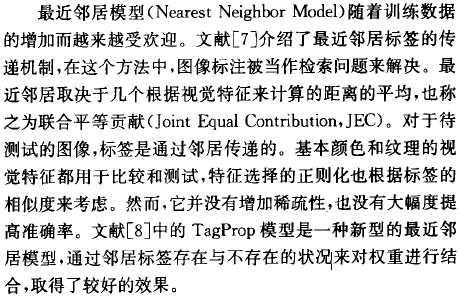 最近邻居模型(Nearest Neighbor Model)随着训练数据
的增加而越来越受欢迎。文献[7]介绍了最近邻居标签的传
递机制,在这个方法中,图像标注被当作检索问题来解决。最
近邻居取决于几个根据视觉特征来计算的距离的平均,也称
之为联合平等贡献(Joint Equal Contribution,JEC)。对于待
测试的图像,标签是通过邻居传递的。基本颜色和纹理的视
觉特征都用于比较和测试,特征选择的正则化也根据标签的
相似度来考虑。然而,它并没有增加稀疏性,也没有大幅度提
高准确率。文献[8]中的 TagProp 模型是一种新型的最近邻
居模型,通过邻居标签存在与不存在的状况来对权重进行结
合,取得了较好的效果。